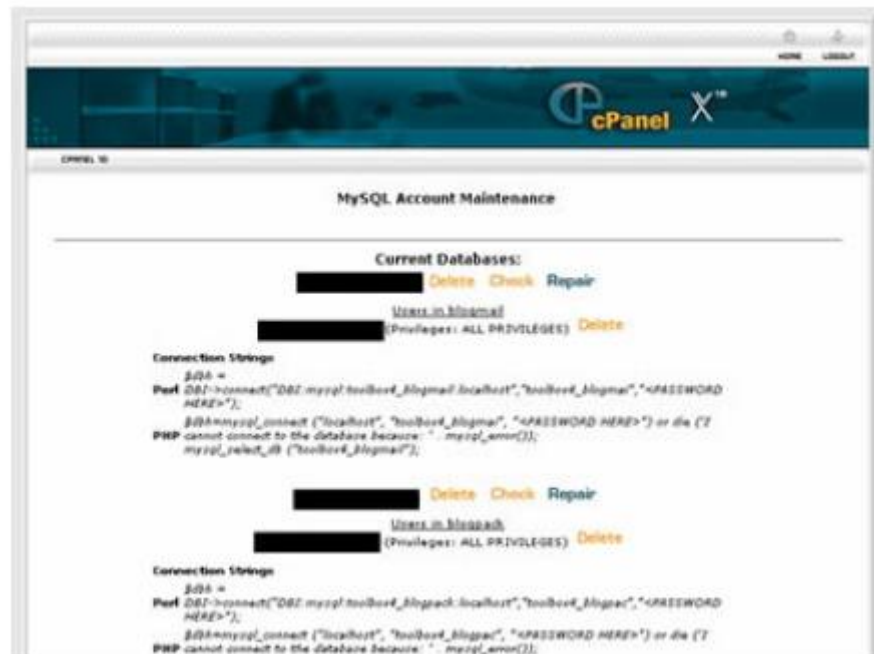 HOME LOGOUT
cPanel X™
CPANEL 10
MySQL Account Maintenance
Current Databases:
Delete Check Repair
Users in blogmail
(Privileges: ALL PRIVILEGES) Delete
Connection Strings
$dbh =
Perl DBI->connect("DBI:mysql:toolbox4_blogmail:localhost","toolbox4_blogmai","<PASSWORD
HERE>");
$dbh=mysql_connect ("localhost", "toolbox4_blogmai", "<PASSWORD HERE>") or die ('I
PHP cannot connect to the database because: ' . mysql_error());
mysql_select_db ("toolbox4_blogmail");
Delete Check Repair
Users in blogpack
(Privileges: ALL PRIVILEGES) Delete
Connection Strings
$dbh =
Perl DBI->connect("DBI:mysql:toolbox4_blogpack:localhost","toolbox4_blogpac","<PASSWORD
HERE>");
$dbh=mysql_connect ("localhost", "toolbox4_blogpac", "<PASSWORD HERE>") or die ('I
PHP cannot connect to the database because: ' . mysql_error());